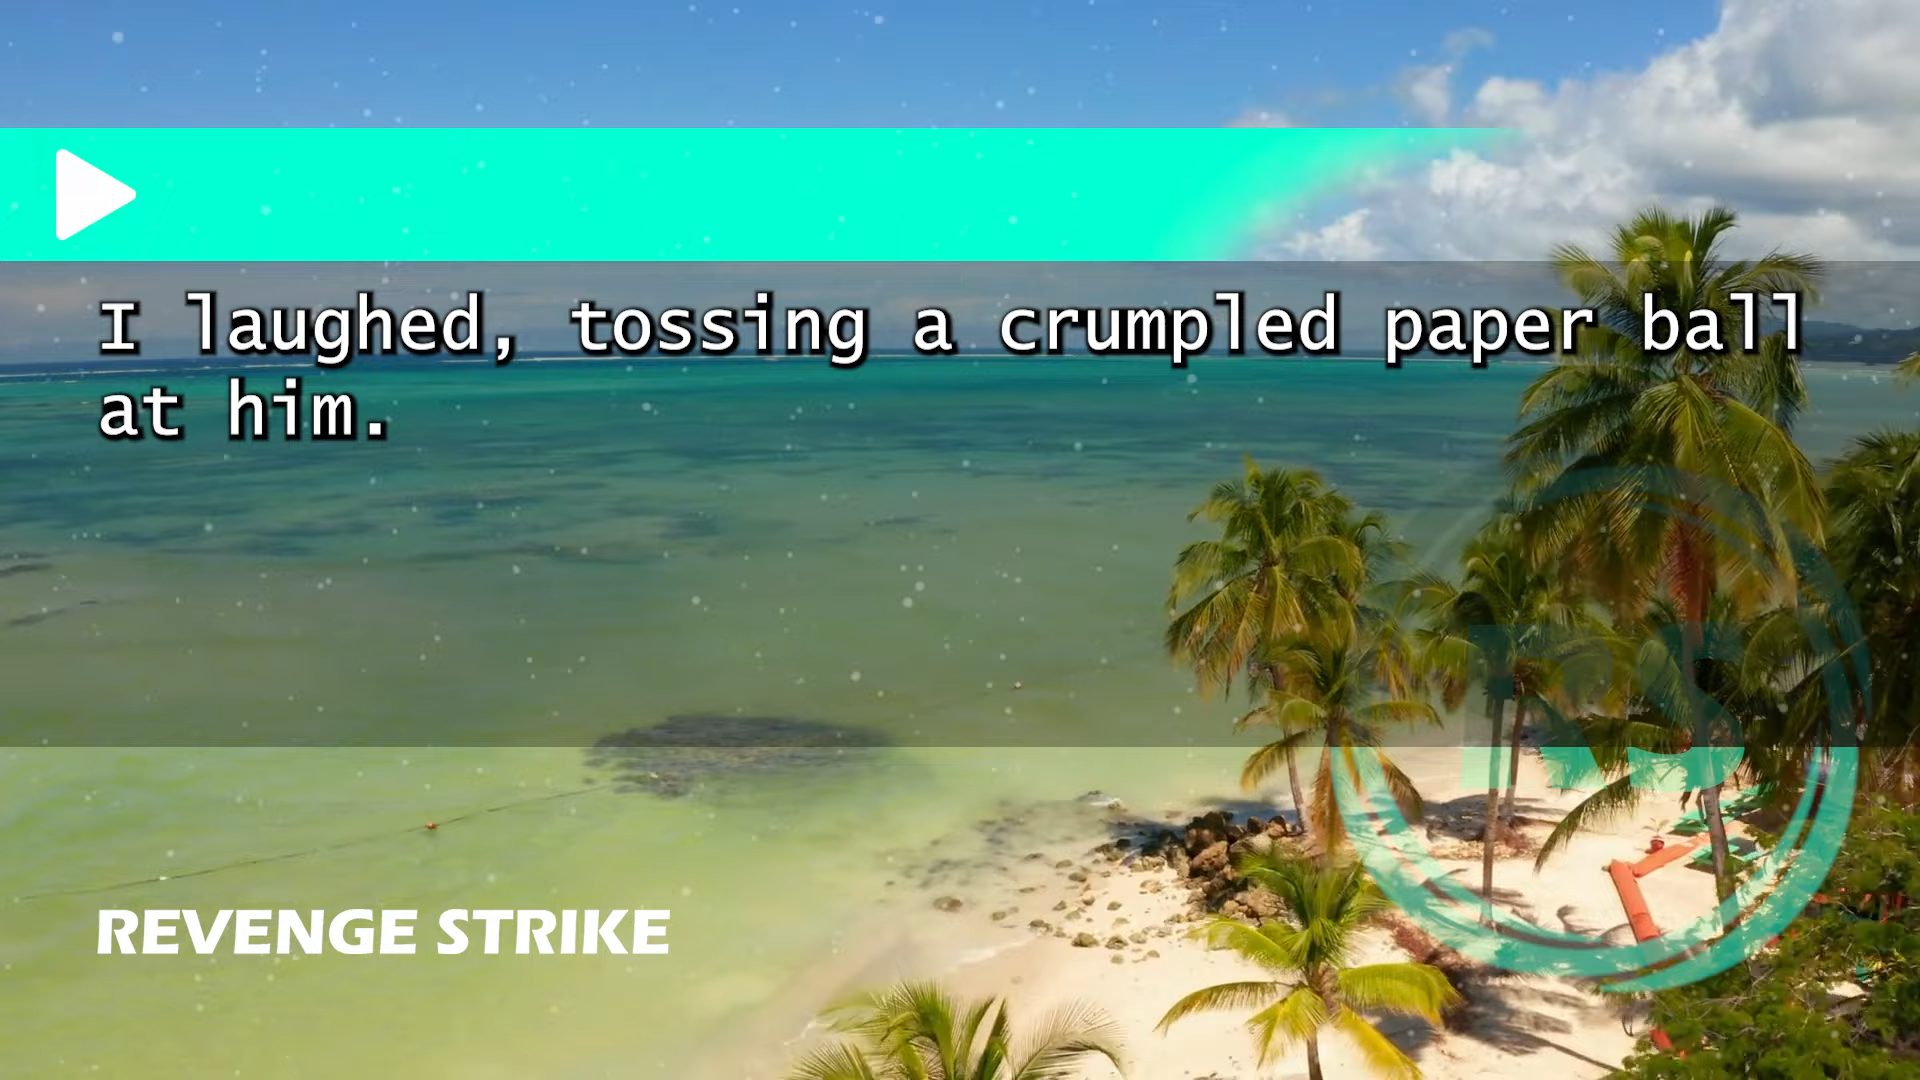 I laughed, tossing a crumpled paper ball
at him.
REVENGE STRIKE